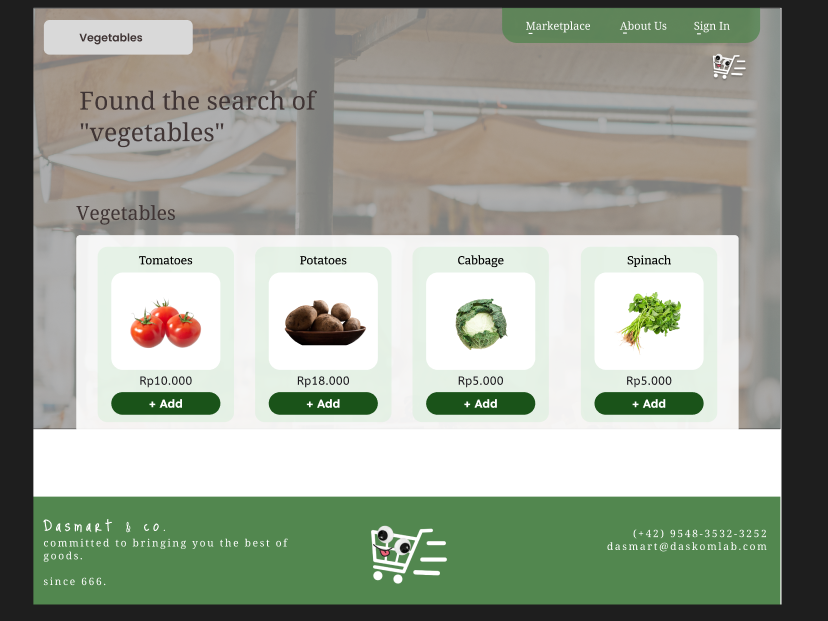 Vegetables
Marketplace
About Us
Sign In
Found the search of
"vegetables"
Vegetables
Tomatoes
Potatoes
Cabbage
Spinach
Rp10.000
Rp18.000
Rp5.000
Rp5.000
+ Add
+ Add
+ Add
+ Add
Dasmart & co.
committed to bringing you the best of
goods.
since 666.
(+42) 9548-3532-3252
dasmart@daskomlab.com